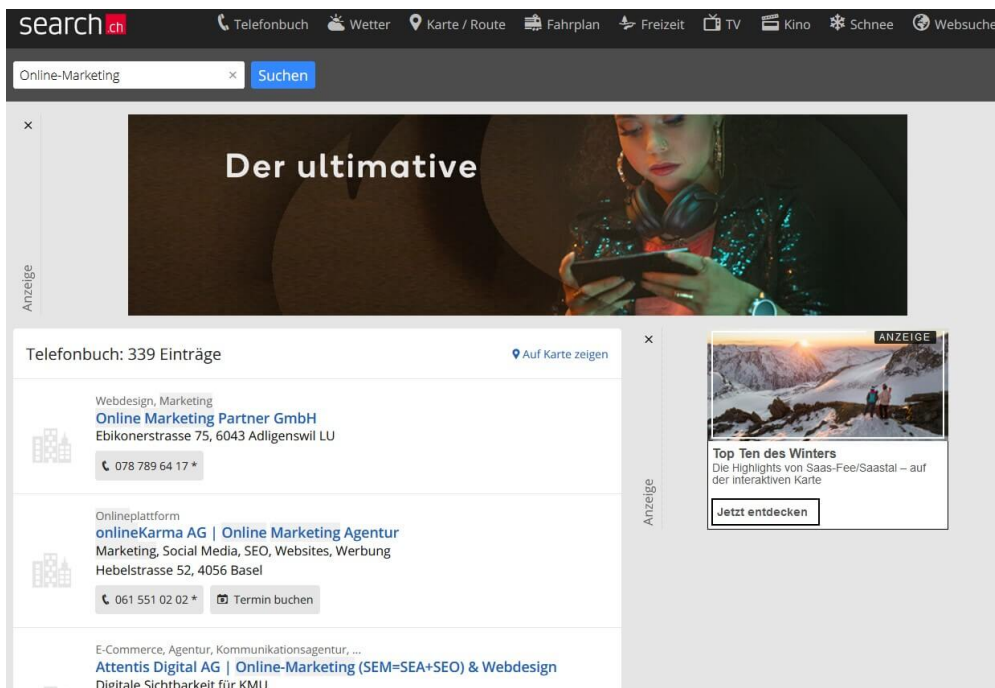 search.ch
Telefonbuch Wetter Karte / Route Fahrplan Freizeit TV Kino Schnee Websuche
Online-Marketing × Suchen
×
Der ultimative
Anzeige
Telefonbuch: 339 Einträge
Auf Karte zeigen
Webdesign, Marketing
Online Marketing Partner GmbH
Ebikonerstrasse 75, 6043 Adligenswil LU
078 789 64 17 *
Onlineplattform
onlineKarma AG | Online Marketing Agentur
Marketing, Social Media, SEO, Websites, Werbung
Hebelstrasse 52, 4056 Basel
061 551 02 02 * Termin buchen
E-Commerce, Agentur, Kommunikationsagentur, ...
Attentis Digital AG | Online-Marketing (SEM=SEA+SEO) & Webdesign
Digitale Sichtbarkeit für KMU
×
Anzeige
ANZEIGE
Top Ten des Winters
Die Highlights von Saas-Fee/Saastal – auf
der interaktiven Karte
Jetzt entdecken